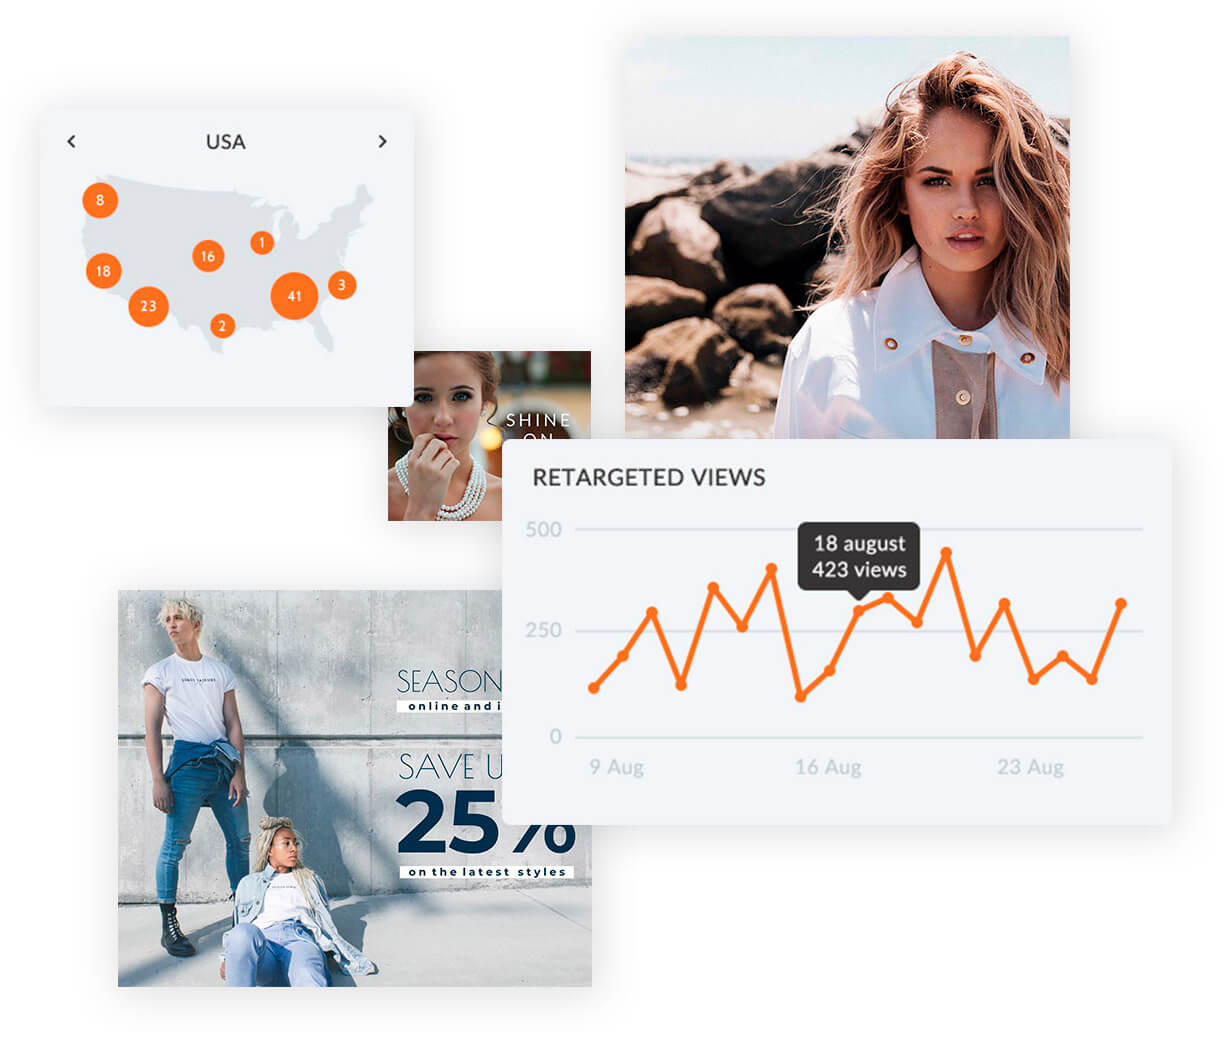 USA
8
1
16
18
41
3
23
2
SHINE
ON
RETARGETED VIEWS
500
18 august
423 views
250
0
9 Aug
16 Aug
23 Aug
SEASON
online and i
SAVE U
25%
on the latest styles